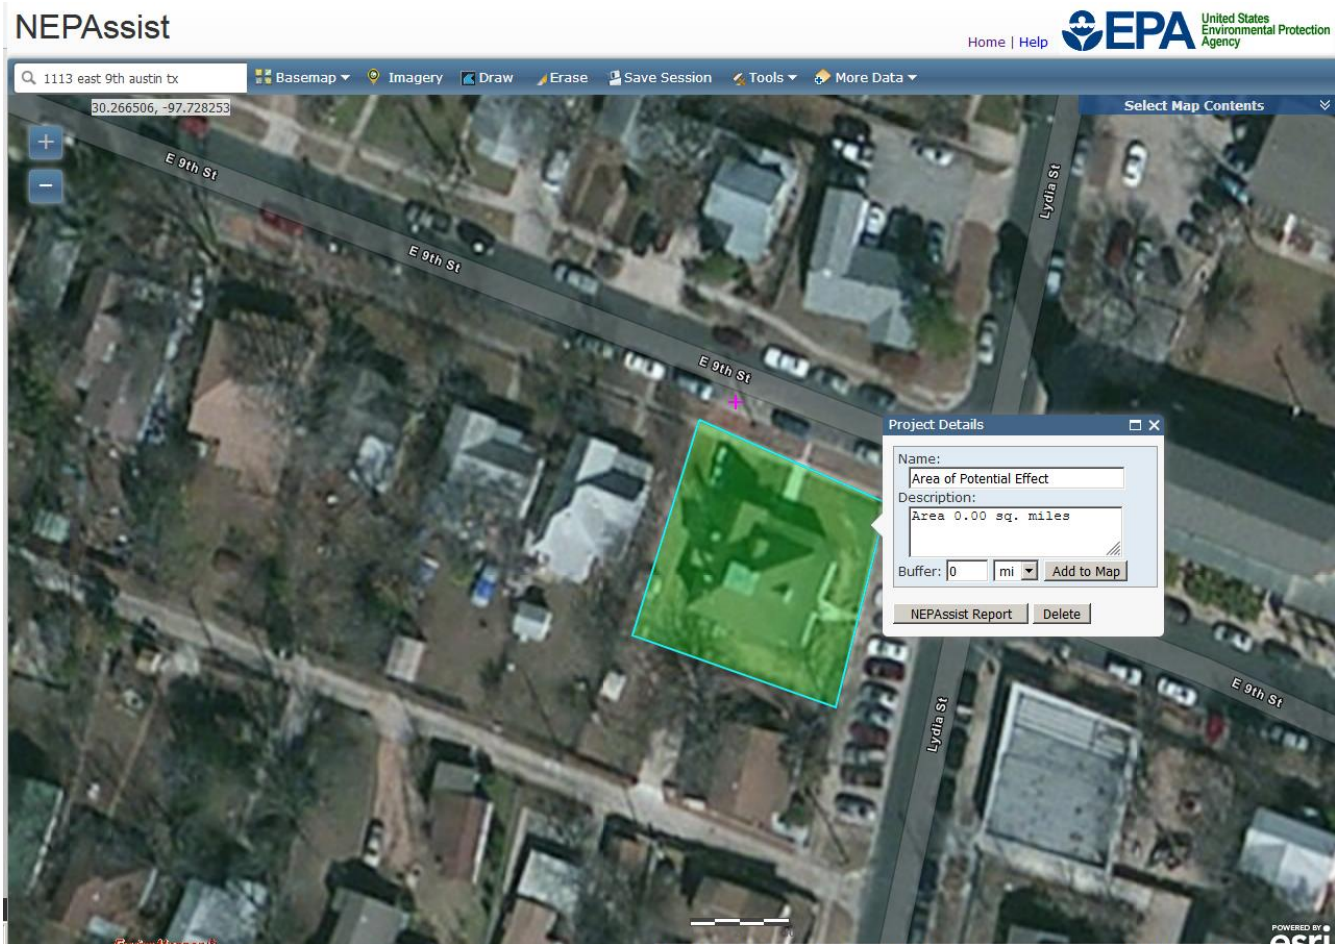 NEPAssist
Home | Help
EPA
United States
Environmental Protection
Agency
1113 east 9th austin tx
Basemap
Imagery
Draw
Erase
Save Session
Tools
More Data
30.266506, -97.728253
Select Map Contents
+
−
E 9th St
E 9th St
E 9th St
Lydia St
Project Details
Name:
Area of Potential Effect
Description:
Area 0.00 sq. miles
Buffer: 0 mi Add to Map
NEPAssist Report Delete
E 9th St
Lydia St
POWERED BY
esri